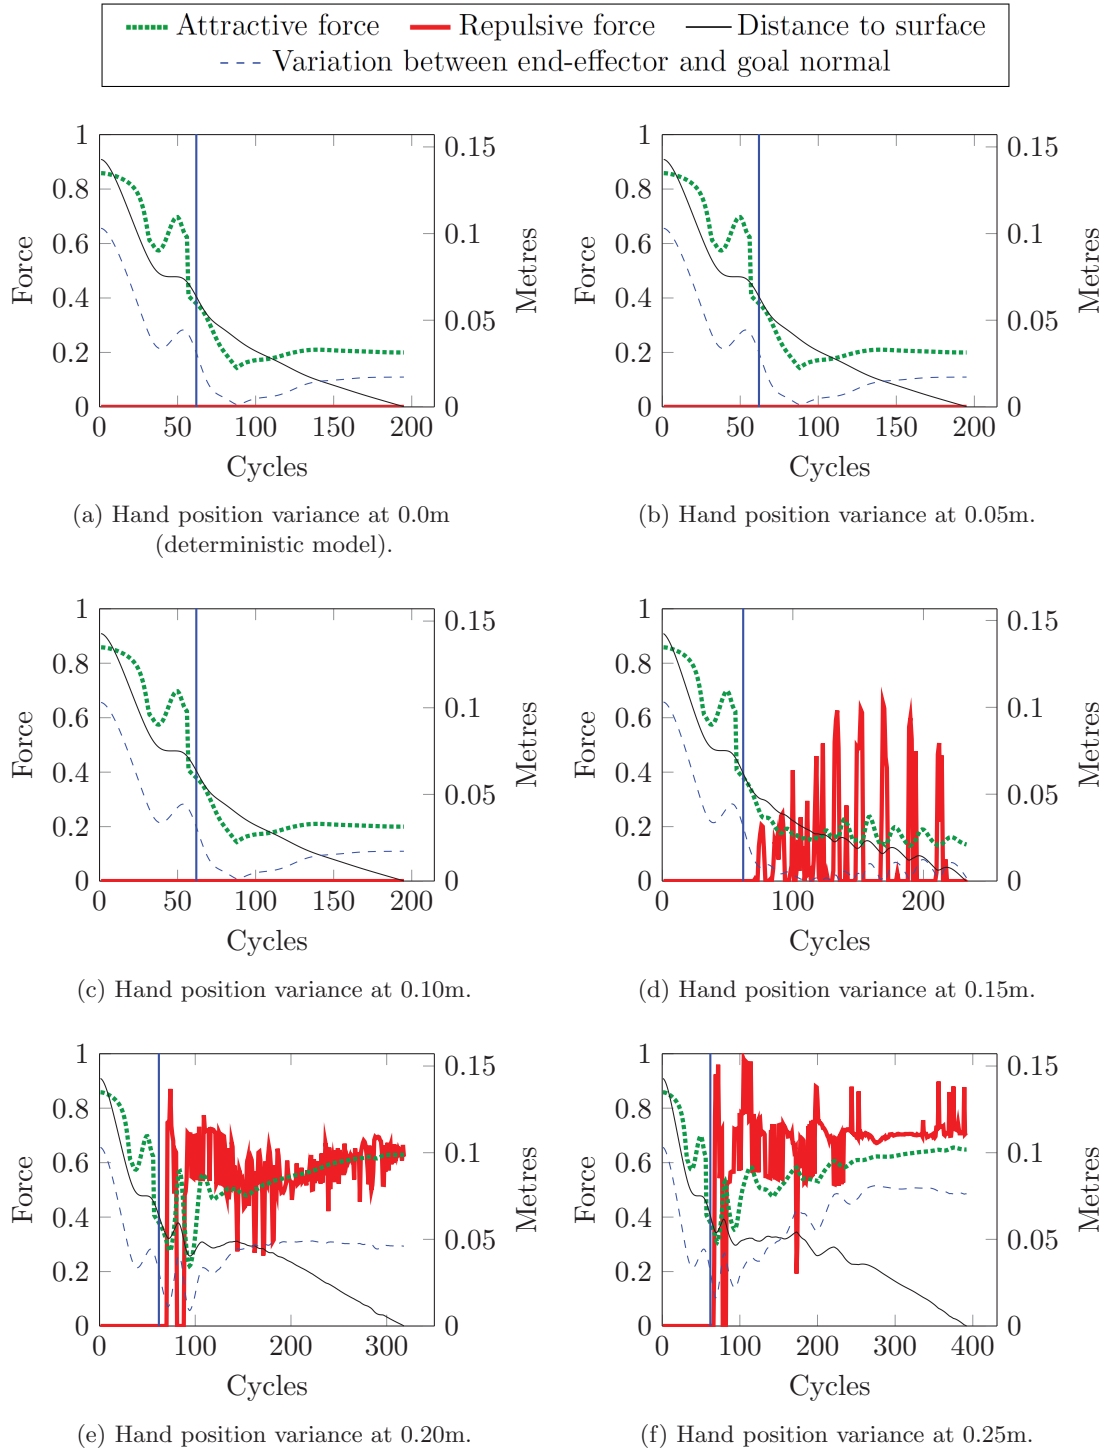 Attractive force Repulsive force Distance to surface
Variation between end-effector and goal normal
1 0.8 0.6 0.4 0.2 0
Force
0.15 0.1 0.05 0
Metres
0 50 100 150 200
Cycles
(a) Hand position variance at 0.0m
(deterministic model).
1 0.8 0.6 0.4 0.2 0
Force
0.15 0.1 0.05 0
Metres
0 50 100 150 200
Cycles
(b) Hand position variance at 0.05m.
1 0.8 0.6 0.4 0.2 0
Force
0.15 0.1 0.05 0
Metres
0 50 100 150 200
Cycles
(c) Hand position variance at 0.10m.
1 0.8 0.6 0.4 0.2 0
Force
0.15 0.1 0.05 0
Metres
0 100 200
Cycles
(d) Hand position variance at 0.15m.
1 0.8 0.6 0.4 0.2 0
Force
0.15 0.1 0.05 0
Metres
0 100 200 300
Cycles
(e) Hand position variance at 0.20m.
1 0.8 0.6 0.4 0.2 0
Force
0.15 0.1 0.05 0
Metres
0 100 200 300 400
Cycles
(f) Hand position variance at 0.25m.